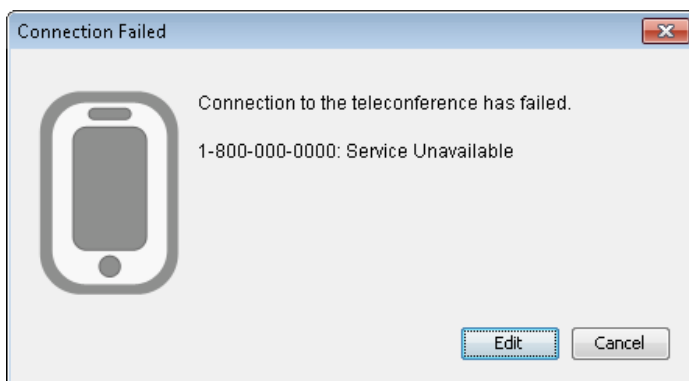 Connection Failed
Connection to the teleconference has failed.
1-800-000-0000: Service Unavailable
Edit Cancel